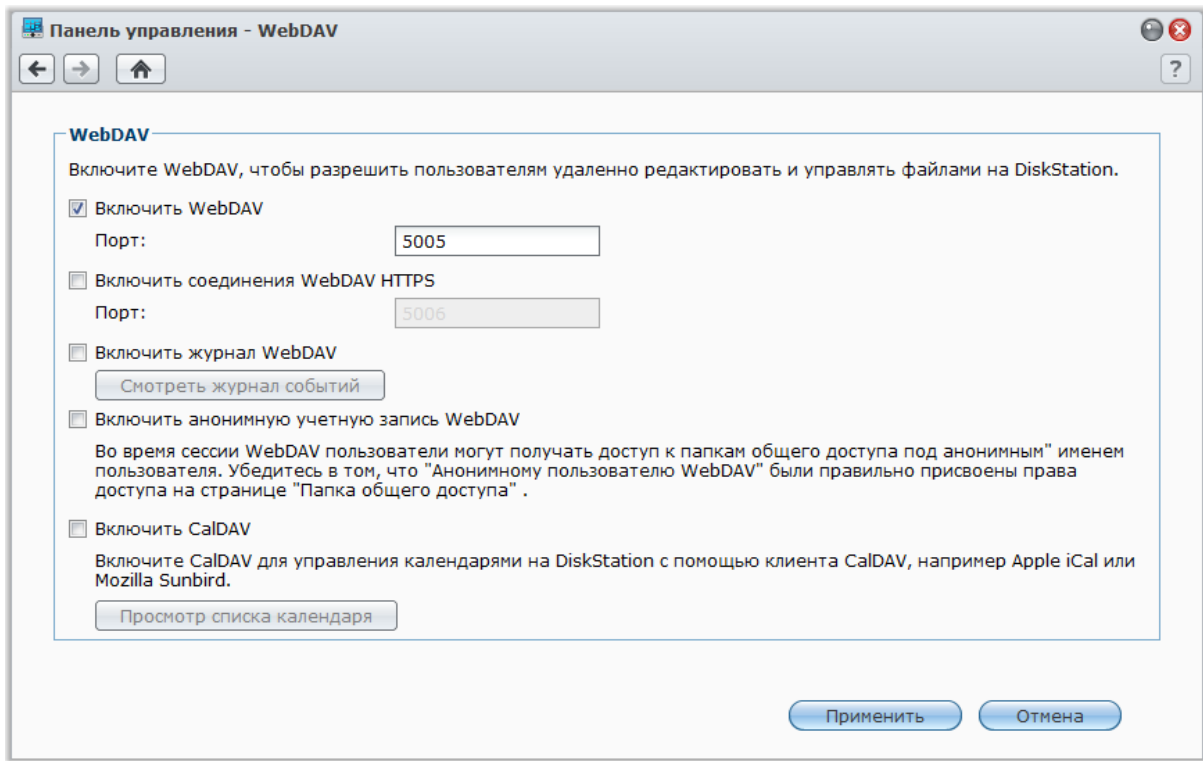 Панель управления - WebDAV
?
WebDAV
Включите WebDAV, чтобы разрешить пользователям удаленно редактировать и управлять файлами на DiskStation.
Включить WebDAV
Порт: 5005
Включить соединения WebDAV HTTPS
Порт: 5006
Включить журнал WebDAV
Смотреть журнал событий
Включить анонимную учетную запись WebDAV
Во время сессии WebDAV пользователи могут получать доступ к папкам общего доступа под анонимным" именем
пользователя. Убедитесь в том, что "Анонимному пользователю WebDAV" были правильно присвоены права
доступа на странице "Папка общего доступа" .
Включить CalDAV
Включите CalDAV для управления календарями на DiskStation с помощью клиента CalDAV, например Apple iCal или
Mozilla Sunbird.
Просмотр списка календаря
Применить Отмена